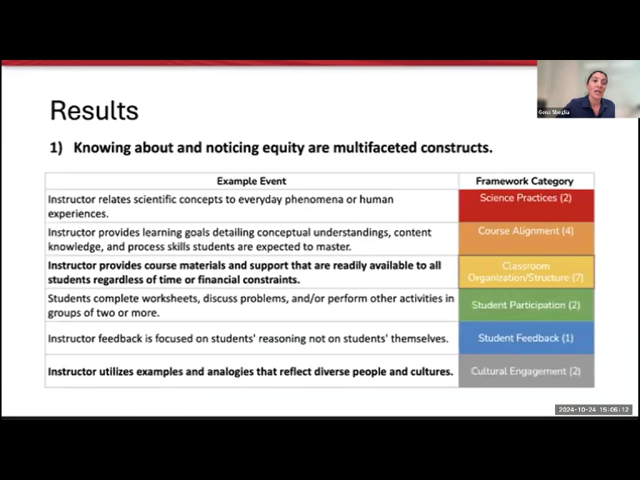 Results
Gena Sbeglia
1) Knowing about and noticing equity are multifaceted constructs.
Example Event
Framework Category
Instructor relates scientific concepts to everyday phenomena or human
experiences.
Science Practices (2)
Instructor provides learning goals detailing conceptual understandings, content
knowledge, and process skills students are expected to master.
Course Alignment (4)
Instructor provides course materials and support that are readily available to all
students regardless of time or financial constraints.
Classroom
Organization/Structure (7)
Students complete worksheets, discuss problems, and/or perform other activities in
groups of two or more.
Student Participation (2)
Instructor feedback is focused on students' reasoning not on students' themselves.
Student Feedback (1)
Instructor utilizes examples and analogies that reflect diverse people and cultures.
Cultural Engagement (2)
2024-10-24 15:06:12